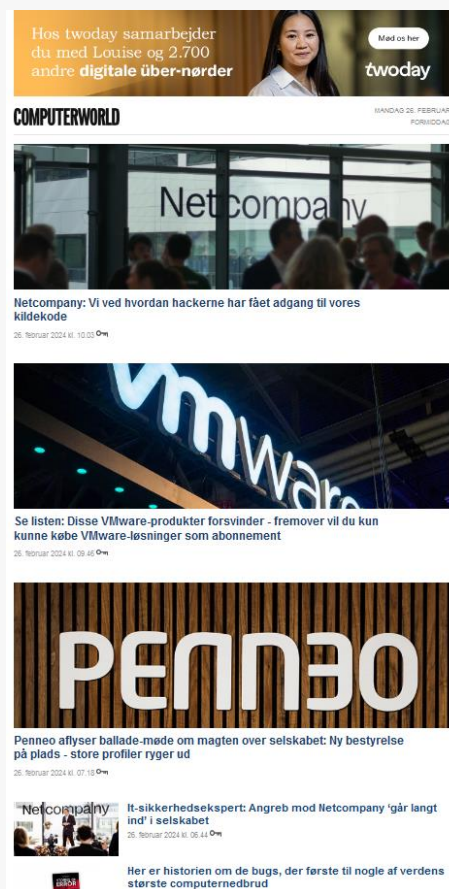 Hos twoday samarbejder
du med Louise og 2.700
andre digitale über-nørder
Mød os her
twoday
COMPUTERWORLD
MANDAG 26. FEBRUAR
FORMIDDAG
Netcompany
Netcompany: Vi ved hvordan hackerne har fået adgang til vores
kildekode
26. februar 2024 kl. 10.03
vmware
Se listen: Disse VMware-produkter forsvinder - fremover vil du kun
kunne købe VMware-løsninger som abonnement
26. februar 2024 kl. 09.46
PENNEO
Penneo aflyser ballade-møde om magten over selskabet: Ny bestyrelse
på plads - store profiler ryger ud
26. februar 2024 kl. 07.18
Netcompany
It-sikkerhedsekspert: Angreb mod Netcompany 'går langt
ind' i selskabet
26. februar 2024 kl. 06.44
ERROR
Her er historien om de bugs, der førte til nogle af verdens
største computernedbrud